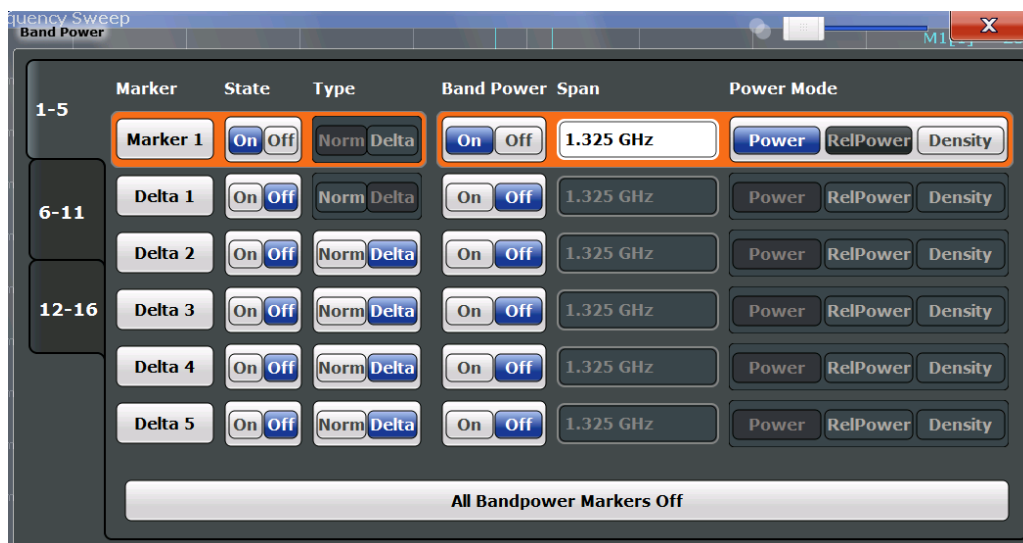 quency Sweep
Band Power
M1[1]
Marker State Type Band Power Span Power Mode
1-5
Marker 1 On Off Norm Delta On Off 1.325 GHz Power RelPower Density
Delta 1 On Off Norm Delta On Off 1.325 GHz Power RelPower Density
6-11
Delta 2 On Off Norm Delta On Off 1.325 GHz Power RelPower Density
12-16 Delta 3 On Off Norm Delta On Off 1.325 GHz Power RelPower Density
Delta 4 On Off Norm Delta On Off 1.325 GHz Power RelPower Density
Delta 5 On Off Norm Delta On Off 1.325 GHz Power RelPower Density
All Bandpower Markers Off